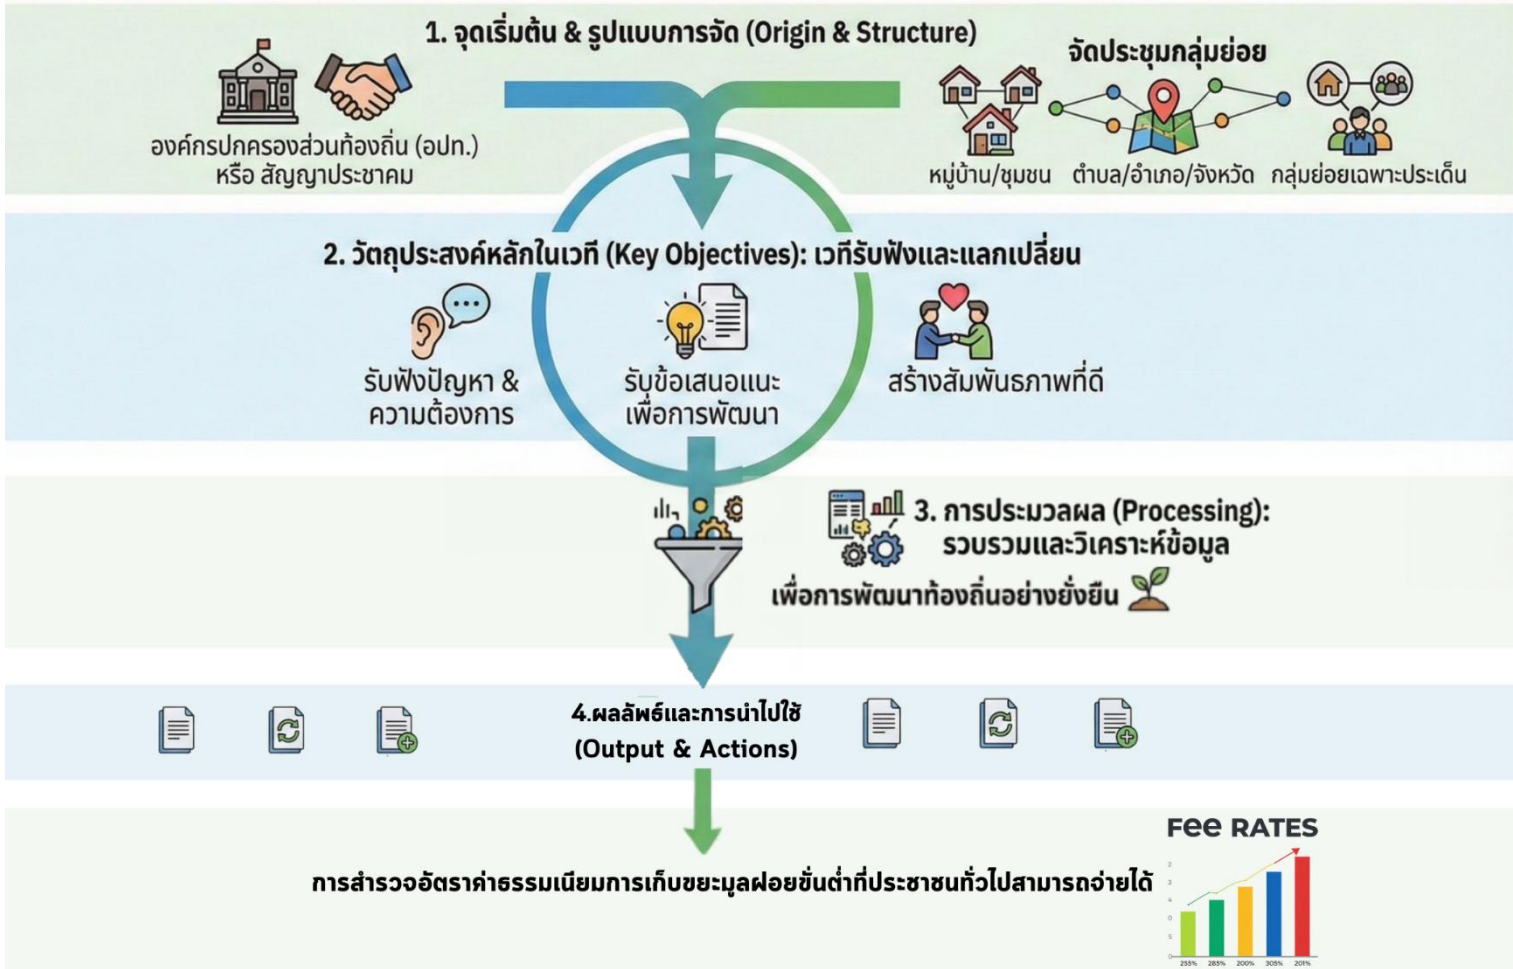 1. จุดเริ่มต้น & รูปแบบการจัด (Origin & Structure)
องค์กรปกครองส่วนท้องถิ่น (อปท.)
หรือ สัญญาประชาคม
จัดประชุมกลุ่มย่อย
หมู่บ้าน/ชุมชน
ตำบล/อำเภอ/จังหวัด
กลุ่มย่อยเฉพาะประเด็น
2. วัตถุประสงค์หลักในเวที (Key Objectives): เวทีรับฟังและแลกเปลี่ยน
รับฟังปัญหา &
ความต้องการ
รับข้อเสนอแนะ
เพื่อการพัฒนา
สร้างสัมพันธภาพที่ดี
3. การประมวลผล (Processing):
รวบรวมและวิเคราะห์ข้อมูล
เพื่อการพัฒนาท้องถิ่นอย่างยั่งยืน
4.ผลลัพธ์และการนำไปใช้
(Output & Actions)
การสำรวจอัตราค่าธรรมเนียมการเก็บขยะมูลฝอยขั่นต่ำที่ประชาชนทั่วไปสามารถจ่ายได้
Fee RATES
2
3
4
0
5
0
255% 285% 200% 305% 201%